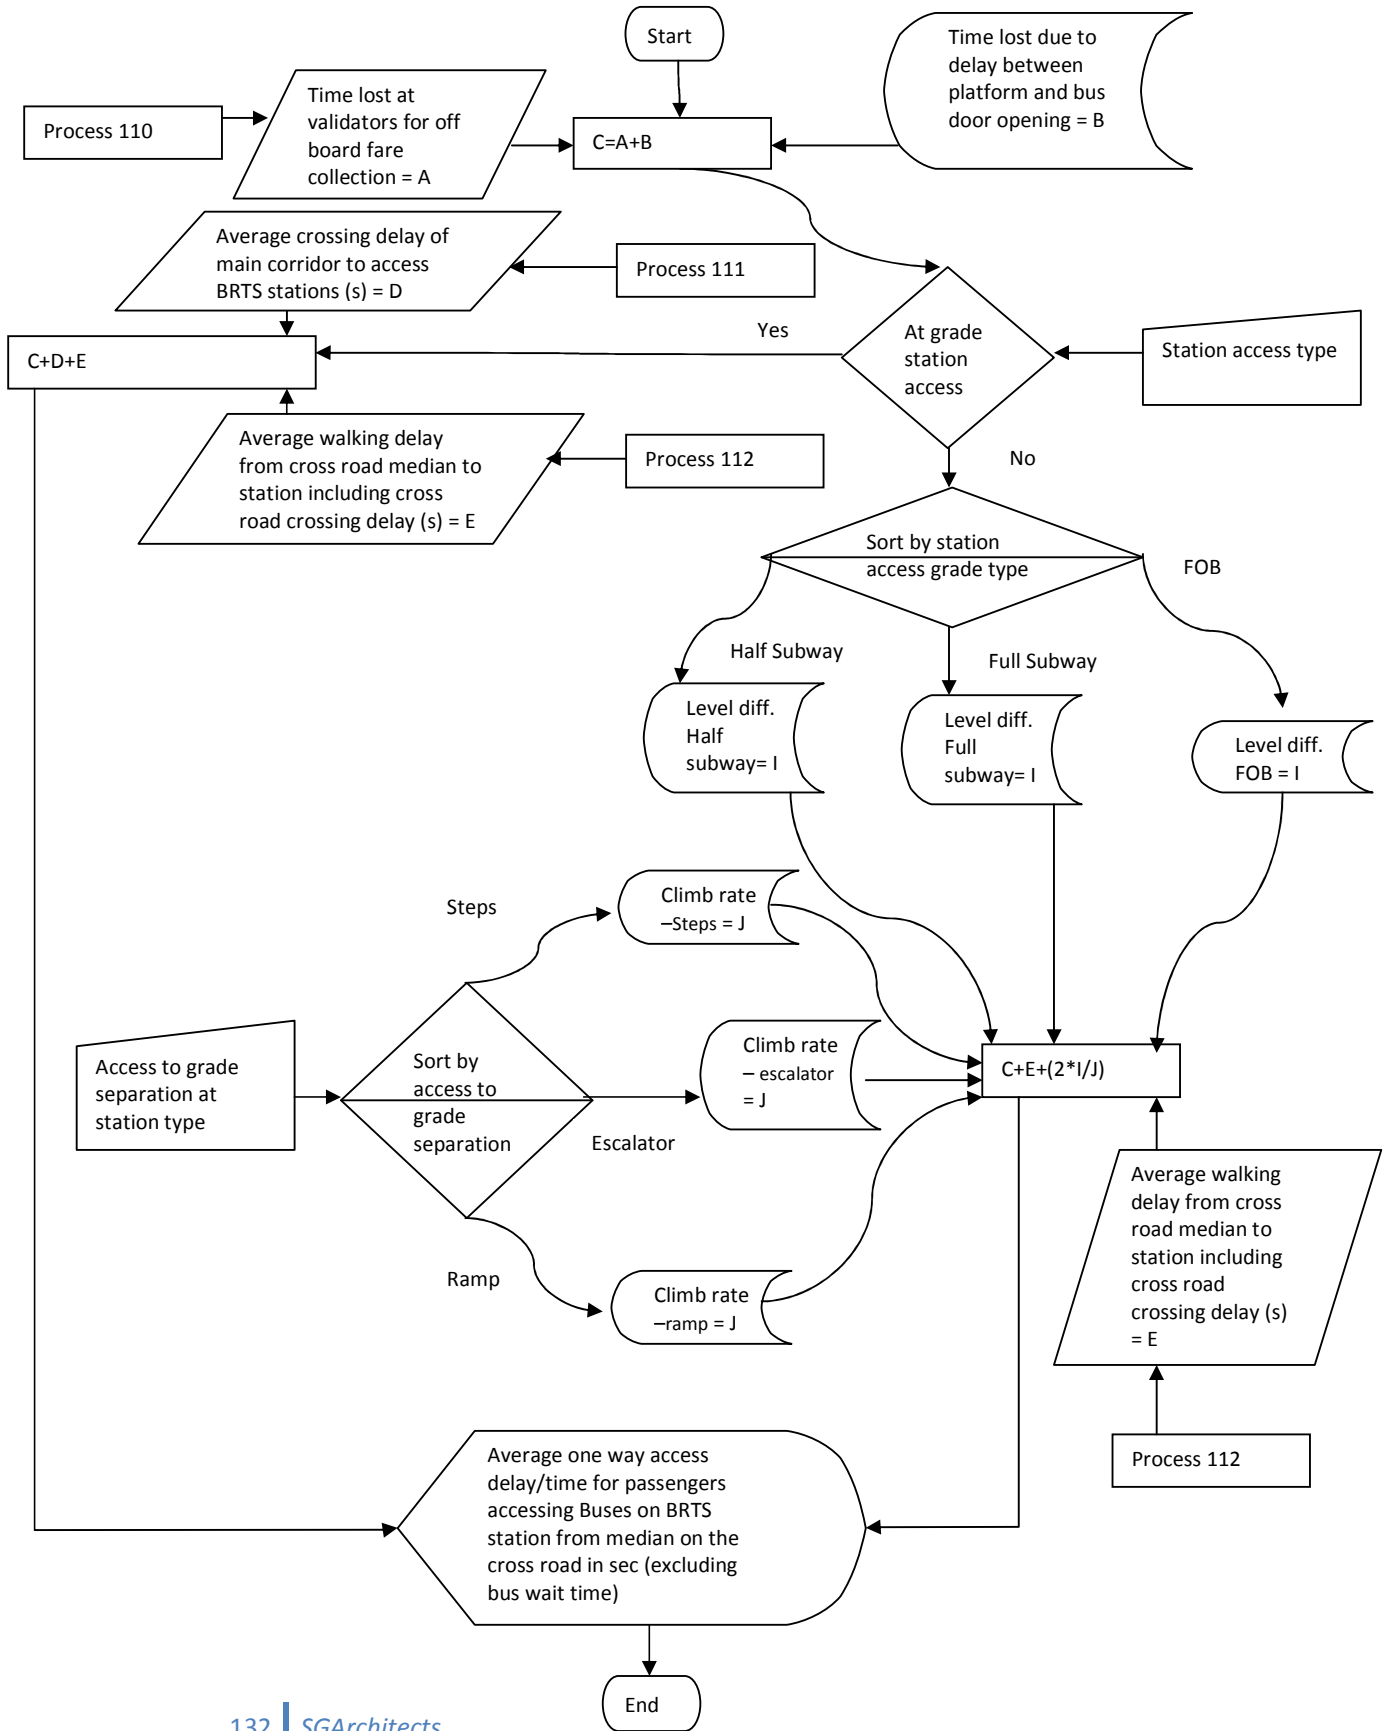 Start
Time lost due to
delay between
platform and bus
door opening = B
Process 110
Time lost at
validators for off
board fare
collection = A
C=A+B
Average crossing delay of
main corridor to access
BRTS stations (s) = D
Process 111
Yes
At grade
station
access
Station access type
C+D+E
Average walking delay
from cross road median to
station including cross
road crossing delay (s) = E
Process 112
No
Sort by station
access grade type
FOB
Half Subway
Full Subway
Level diff.
Half
subway= I
Level diff.
Full
subway= I
Level diff.
FOB = I
Steps
Climb rate
–Steps = J
Access to grade
separation at
station type
Sort by
access to
grade
separation
Climb rate
– escalator
= J
C+E+(2*I/J)
Escalator
Ramp
Climb rate
–ramp = J
Average walking
delay from cross
road median to
station including
cross road
crossing delay (s)
= E
Process 112
Average one way access
delay/time for passengers
accessing Buses on BRTS
station from median on the
cross road in sec (excluding
bus wait time)
End
132 SGArchitects